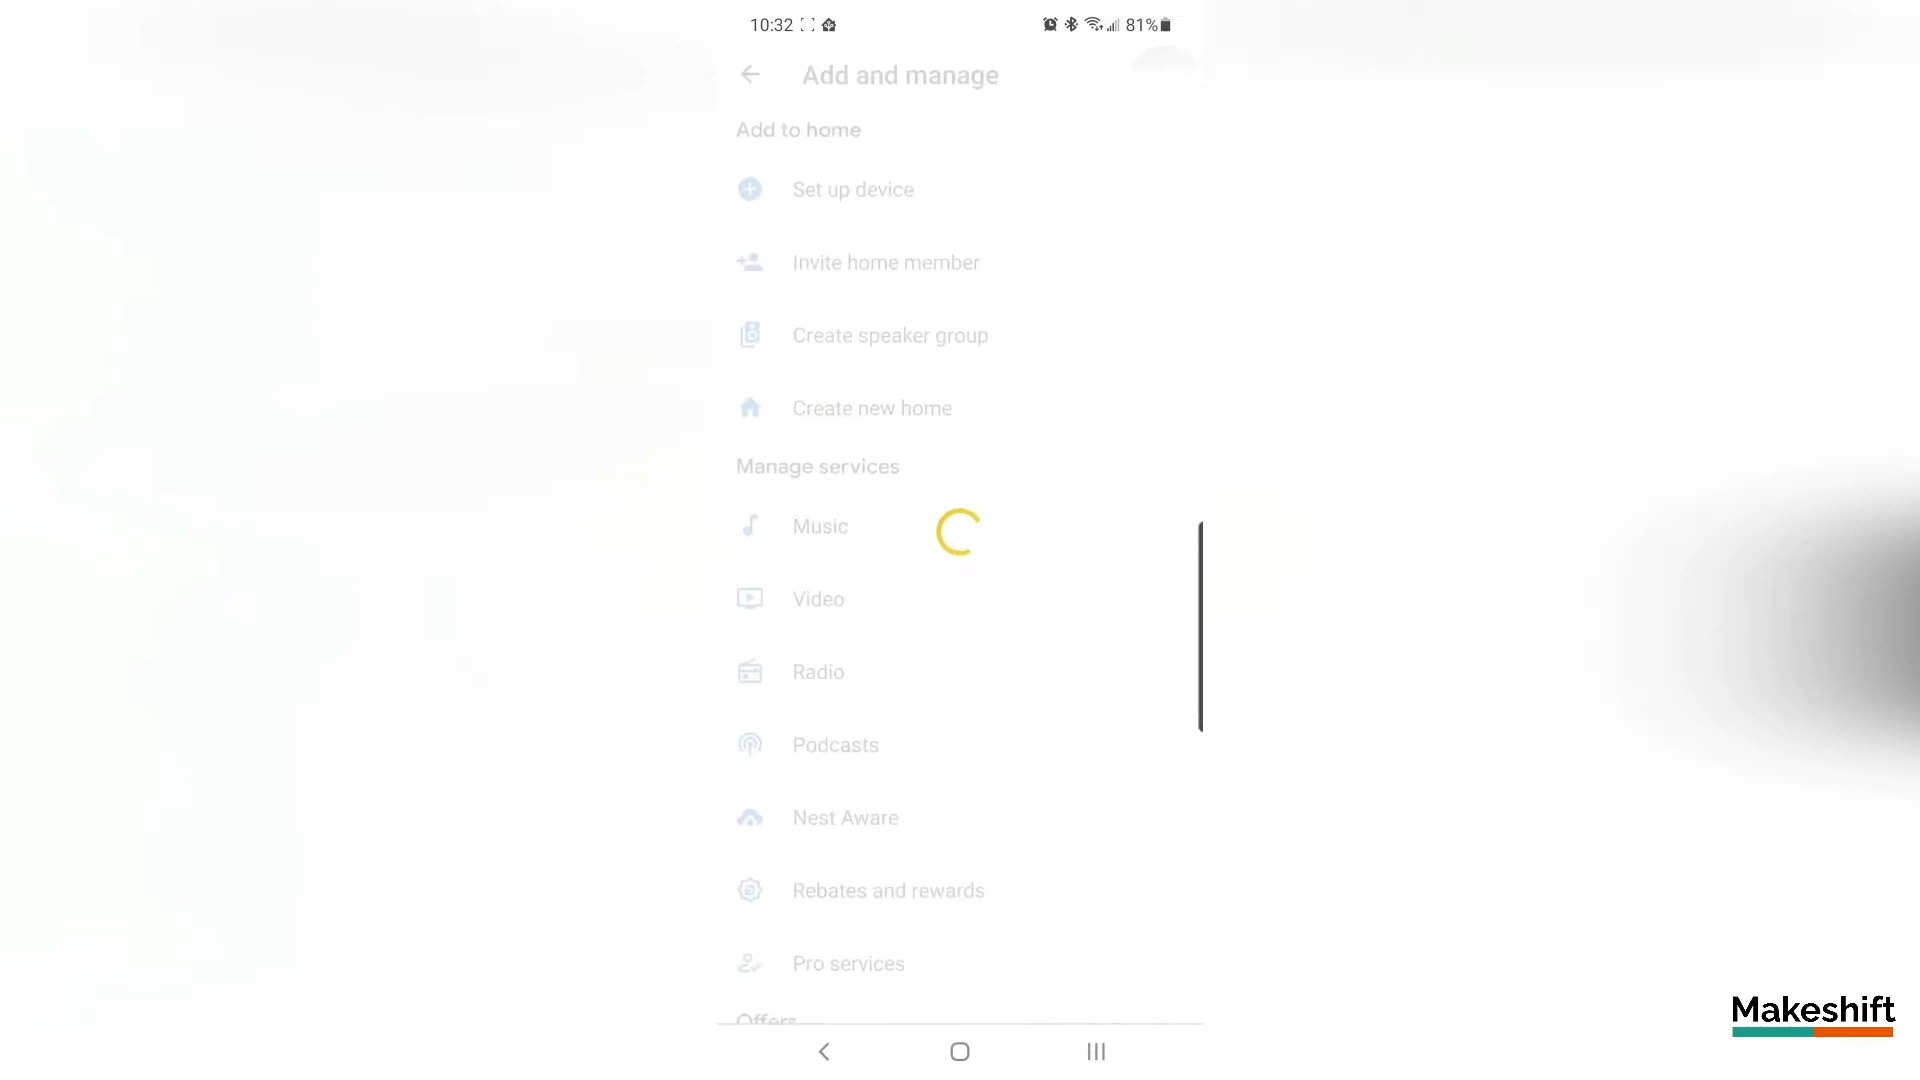 10:32
81%
Add and manage
Add to home
Set up device
Invite home member
Create speaker group
Create new home
Manage services
Music
Video
Radio
Podcasts
Nest Aware
Rebates and rewards
Pro services
Offers
Makeshift